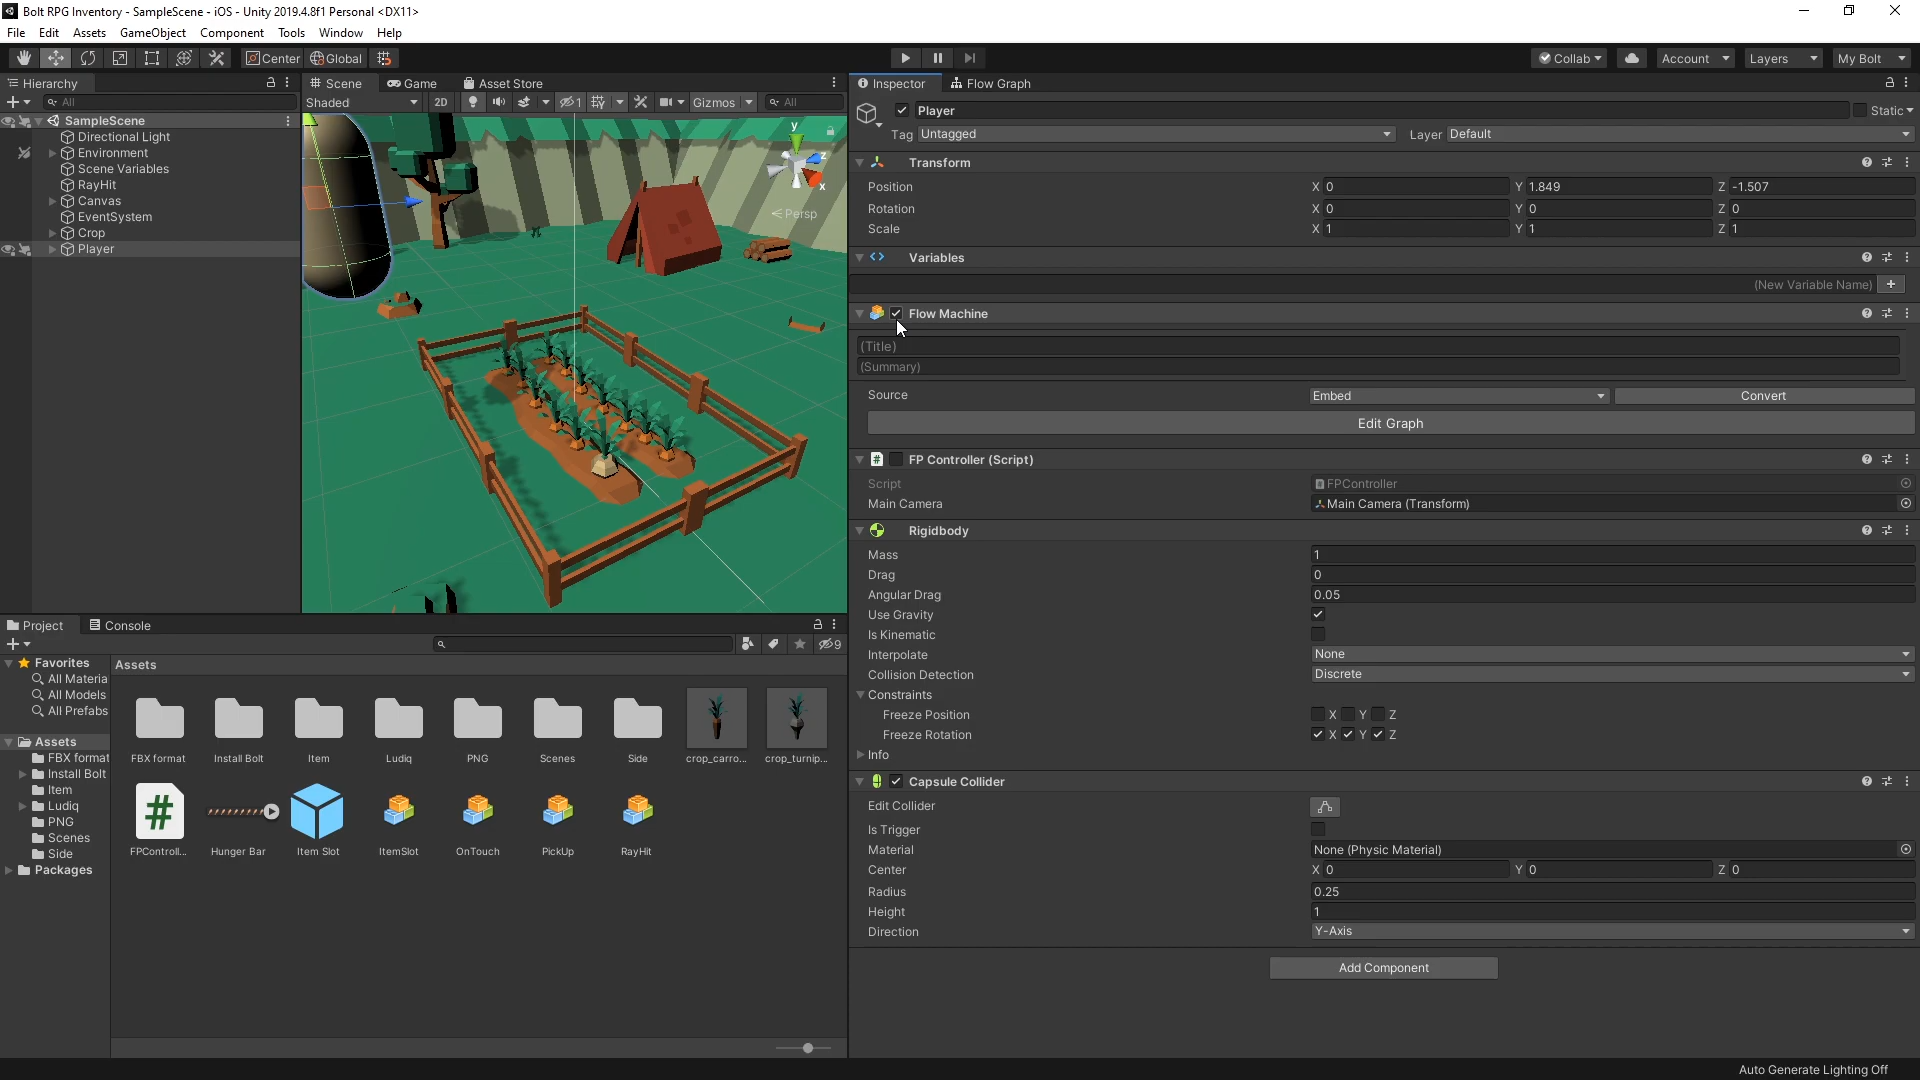 Bolt RPG Inventory - SampleScene - iOS - Unity 2019.4.8f1 Personal <DX11>
File Edit Assets GameObject Component Tools Window Help
Center Global Collab Account Layers My Bolt
Hierarchy
All
SampleScene
Directional Light
Environment
Scene Variables
RayHit
Canvas
EventSystem
Crop
Player
Scene Game Asset Store
Shaded 2D 1 Gizmos All
y
z
x
Persp
Project Console
9
Favorites
All Materia
All Models
All Prefabs
Assets
FBX format
Install Bolt
Item
Ludiq
PNG
Scenes
Side
Packages
Assets
FBX format Install Bolt Item Ludiq PNG Scenes Side crop_carro... crop_turnip...
FPControll... Hunger Bar Item Slot ItemSlot OnTouch PickUp RayHit
Inspector Flow Graph
Player Static
Tag Untagged Layer Default
Transform
Position X 0 Y 1.849 Z -1.507
Rotation X 0 Y 0 Z 0
Scale X 1 Y 1 Z 1
Variables
(New Variable Name) +
Flow Machine
(Title)
(Summary)
Source Embed Convert
Edit Graph
# FP Controller (Script)
Script FPController
Main Camera Main Camera (Transform)
Rigidbody
Mass 1
Drag 0
Angular Drag 0.05
Use Gravity
Is Kinematic
Interpolate None
Collision Detection Discrete
Constraints
Freeze Position X Y Z
Freeze Rotation X Y Z
Info
Capsule Collider
Edit Collider
Is Trigger
Material None (Physic Material)
Center X 0 Y 0 Z 0
Radius 0.25
Height 1
Direction Y-Axis
Add Component
Auto Generate Lighting Off